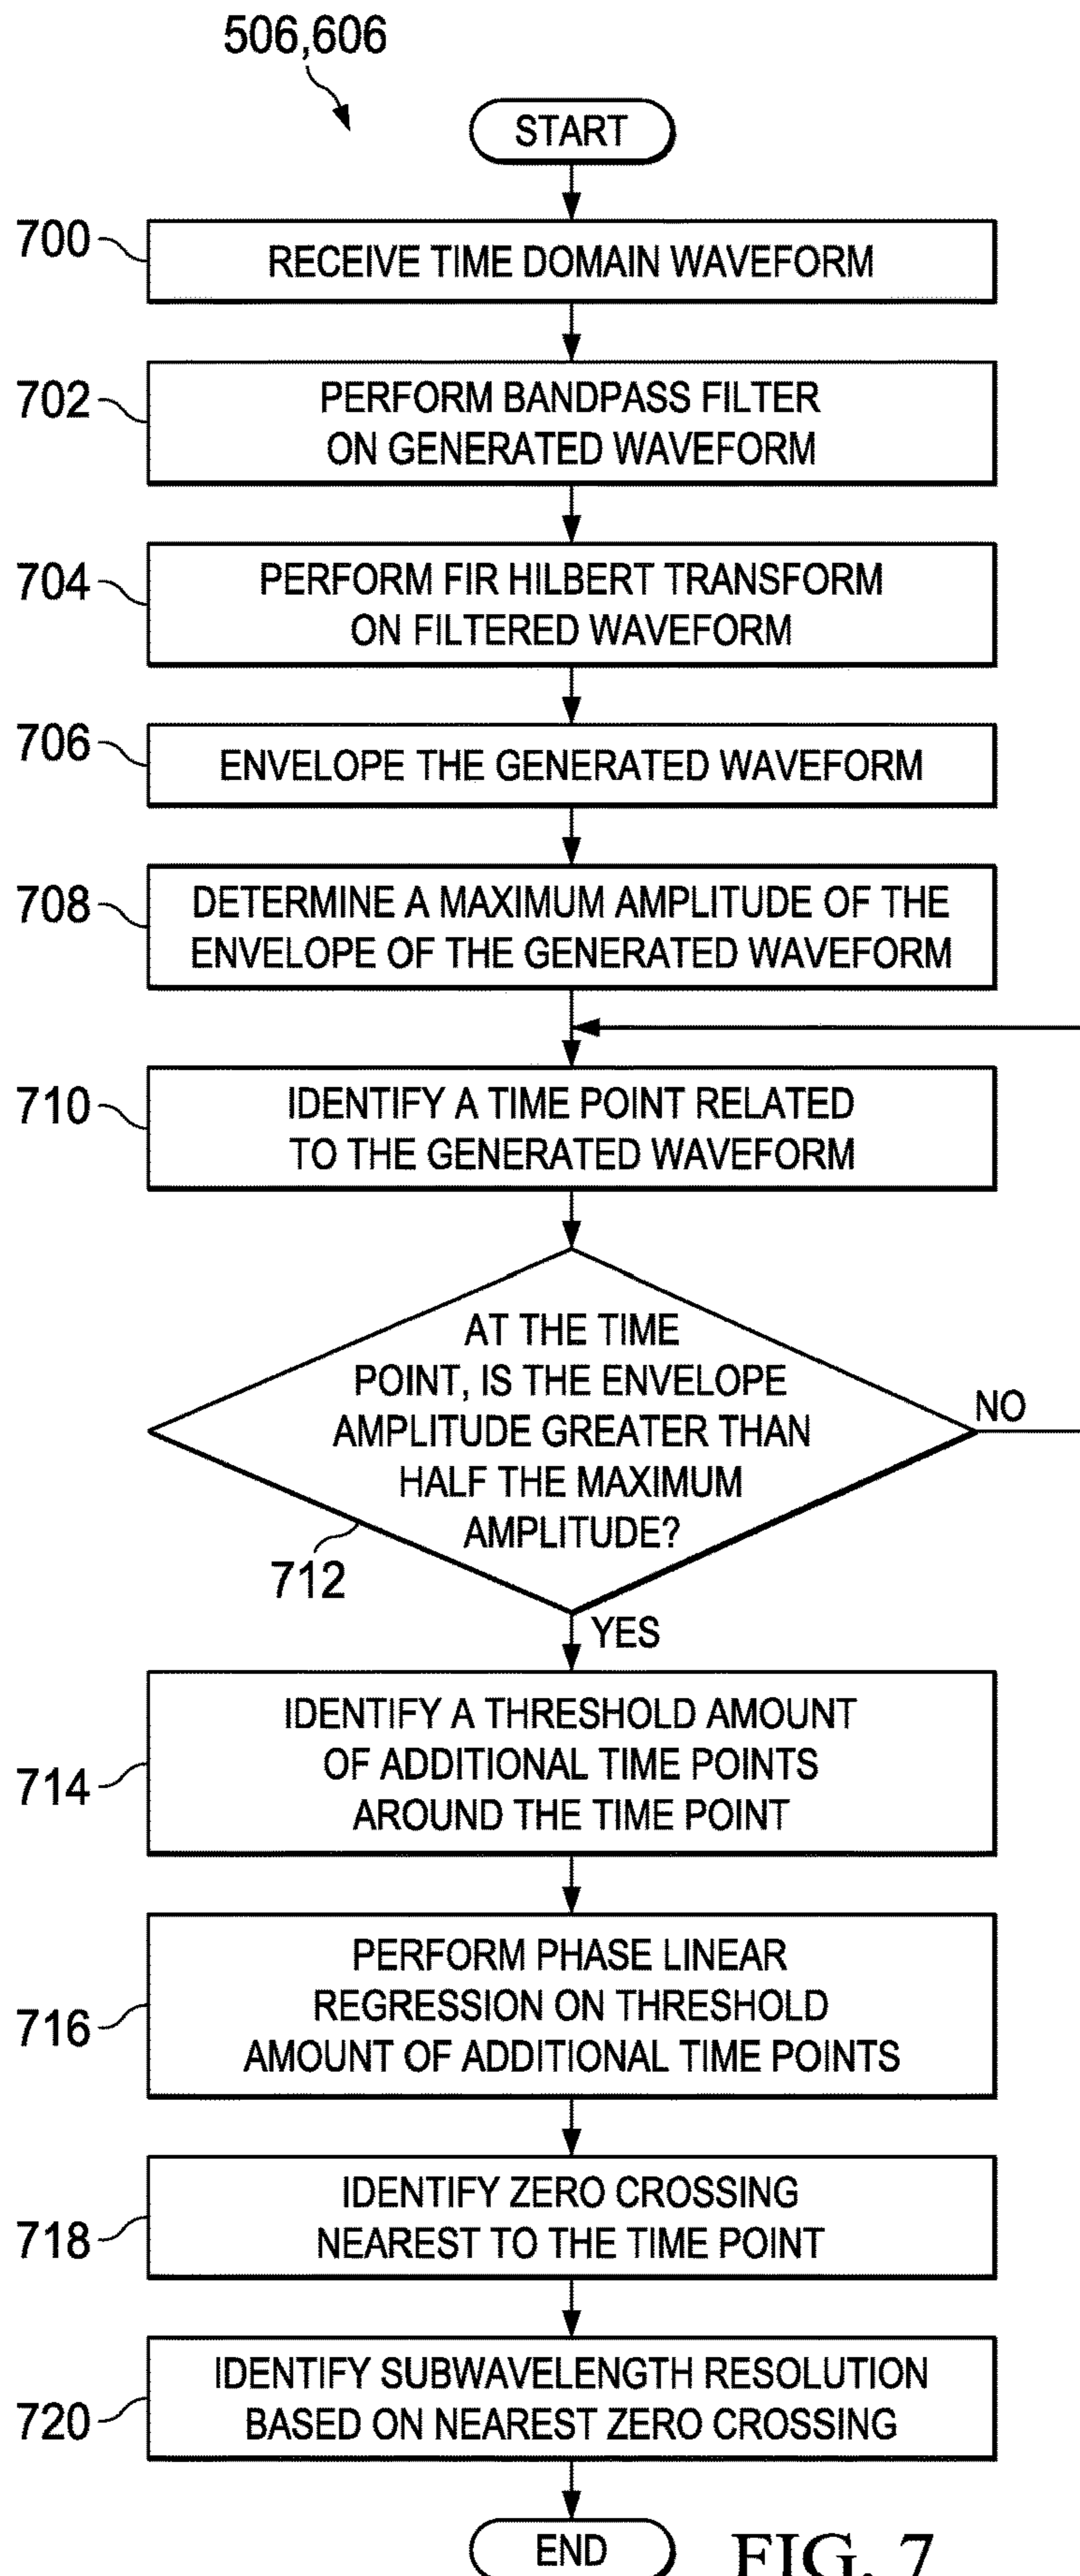 506,606
START
700
RECEIVE TIME DOMAIN WAVEFORM
702
PERFORM BANDPASS FILTER
ON GENERATED WAVEFORM
704
PERFORM FIR HILBERT TRANSFORM
ON FILTERED WAVEFORM
706
ENVELOPE THE GENERATED WAVEFORM
708
DETERMINE A MAXIMUM AMPLITUDE OF THE
ENVELOPE OF THE GENERATED WAVEFORM
710
IDENTIFY A TIME POINT RELATED
TO THE GENERATED WAVEFORM
AT THE TIME
POINT, IS THE ENVELOPE
AMPLITUDE GREATER THAN
HALF THE MAXIMUM
AMPLITUDE?
NO
712
YES
714
IDENTIFY A THRESHOLD AMOUNT
OF ADDITIONAL TIME POINTS
AROUND THE TIME POINT
716
PERFORM PHASE LINEAR
REGRESSION ON THRESHOLD
AMOUNT OF ADDITIONAL TIME POINTS
718
IDENTIFY ZERO CROSSING
NEAREST TO THE TIME POINT
720
IDENTIFY SUBWAVELENGTH RESOLUTION
BASED ON NEAREST ZERO CROSSING
END
FIG. 7